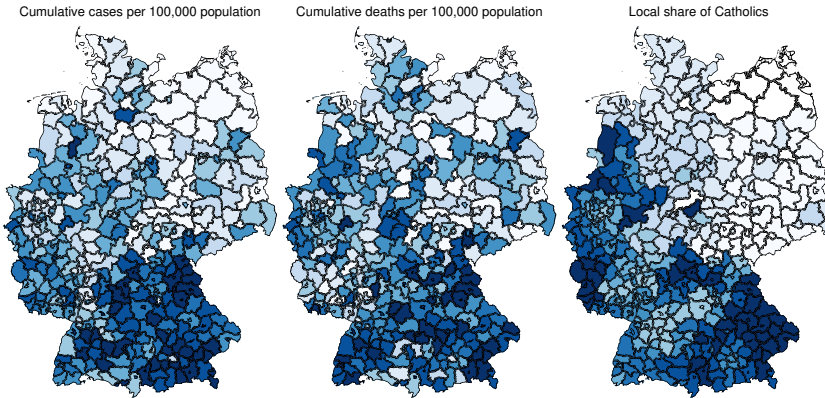 Cumulative cases per 100,000 population
Cumulative deaths per 100,000 population
Local share of Catholics